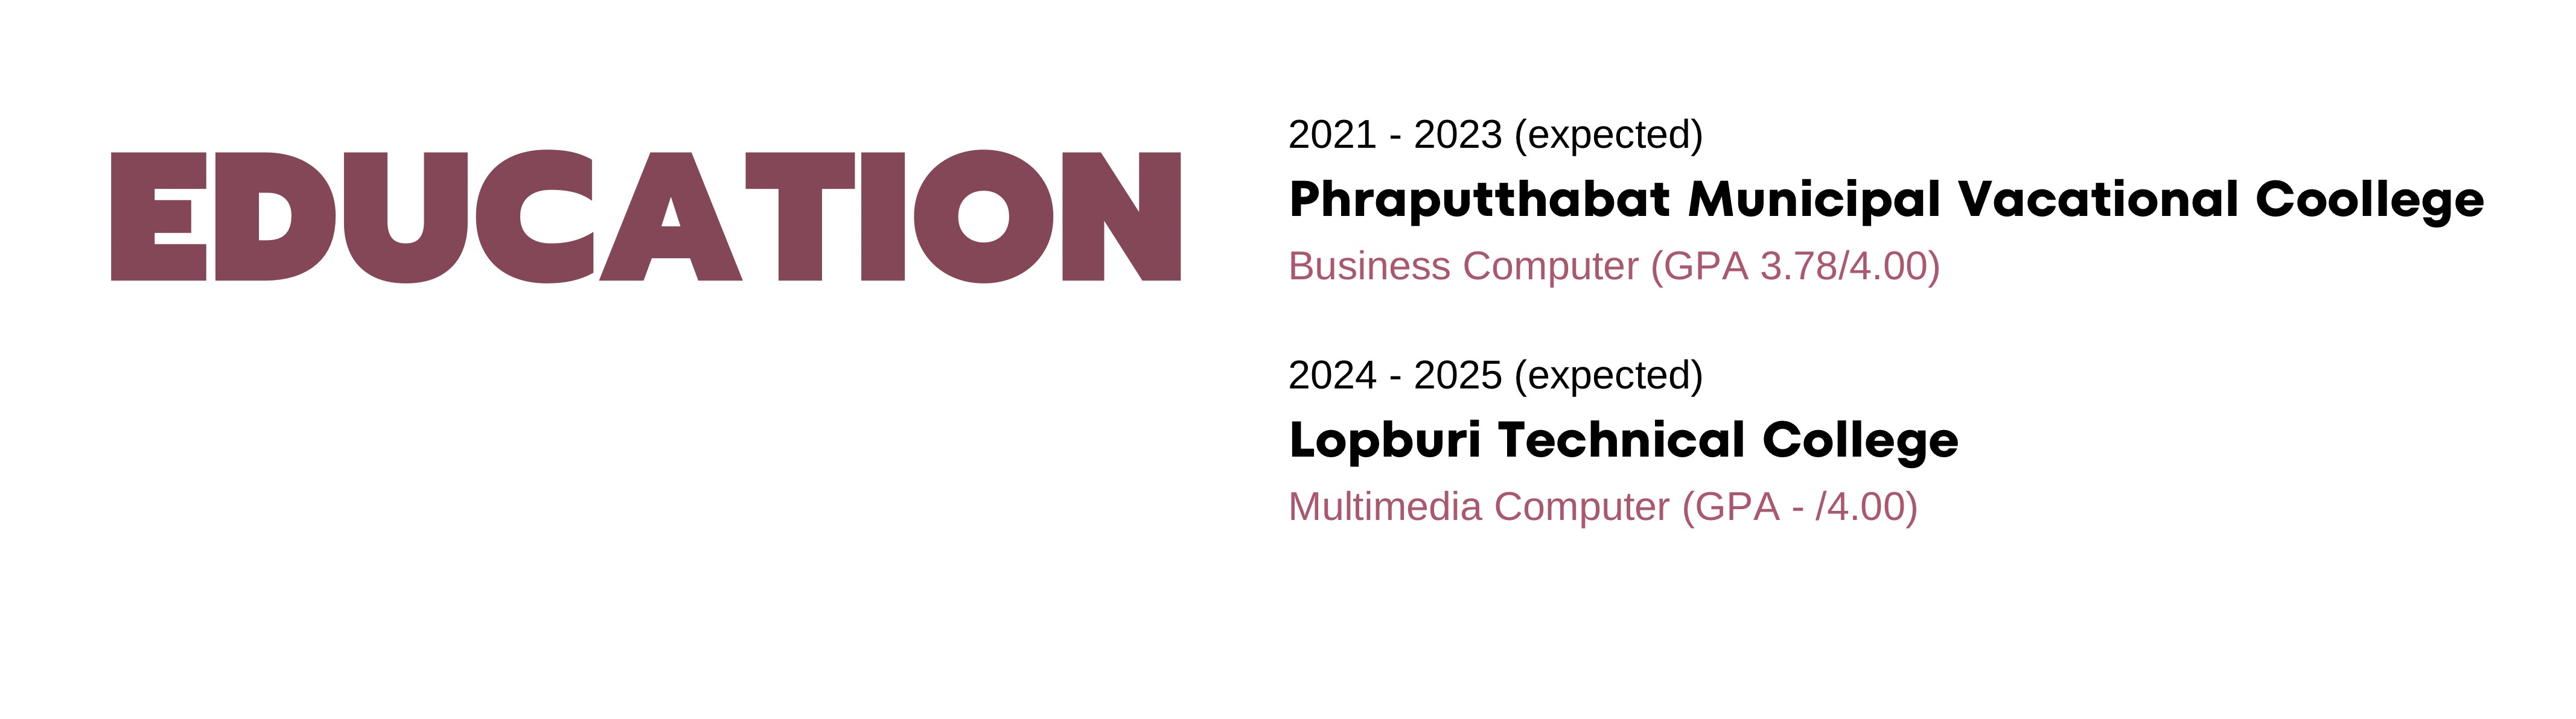 EDUCATION
2021 - 2023 (expected)
Phraputthabat Municipal Vacational Coollege
Business Computer (GPA 3.78/4.00)
2024 - 2025 (expected)
Lopburi Technical College
Multimedia Computer (GPA - /4.00)